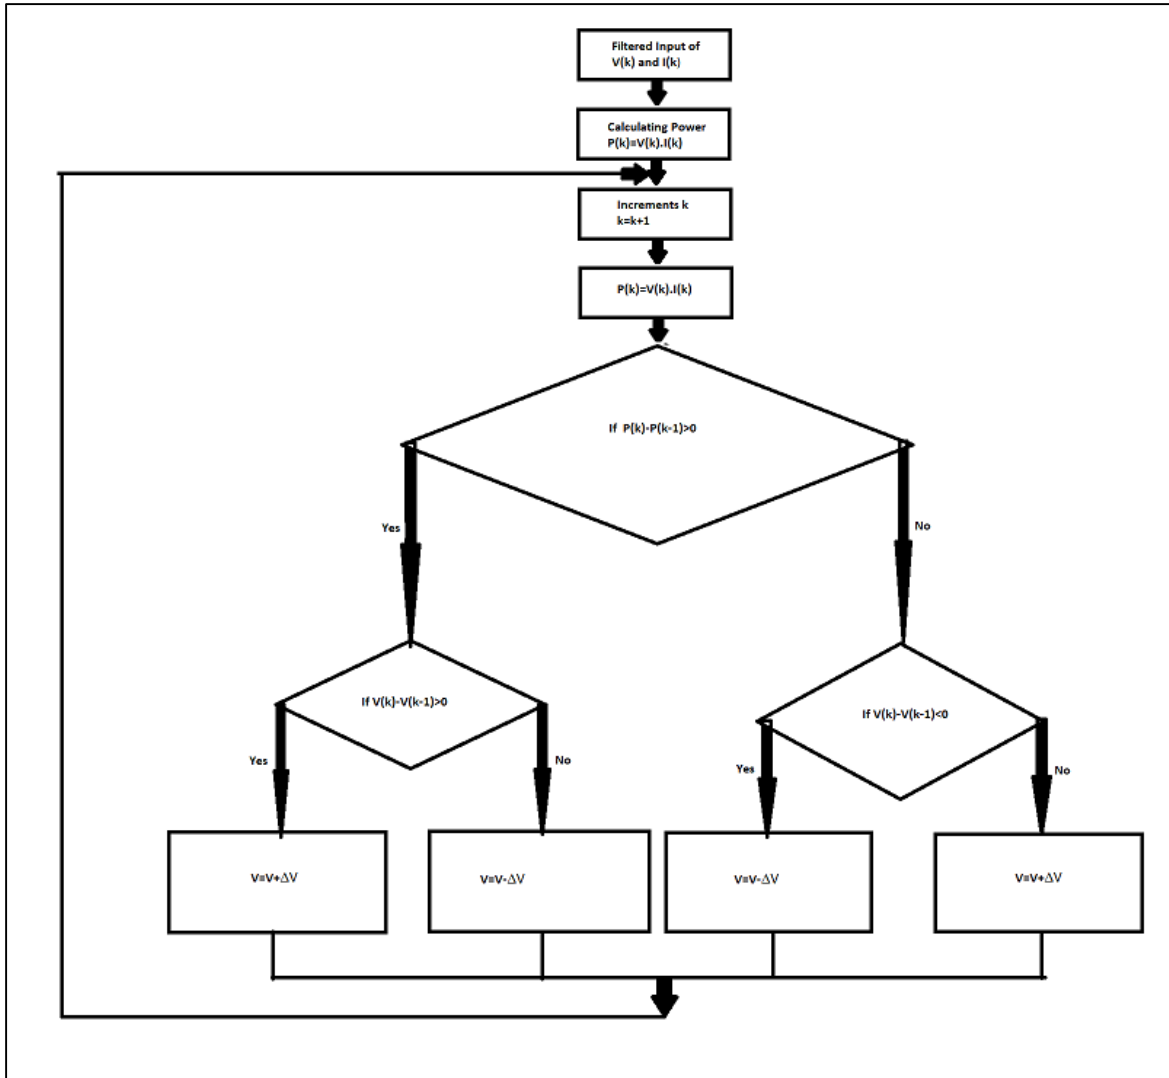 Filtered Input of
V(k) and I(k)
Calculating Power
P(k)=V(k).I(k)
Increments k
k=k+1
P(k)=V(k).I(k)
If P(k)-P(k-1)>0
Yes
No
If V(k)-V(k-1)>0
If V(k)-V(k-1)<0
Yes
No
Yes
No
V=V+ΔV
V=V-ΔV
V=V-ΔV
V=V+ΔV